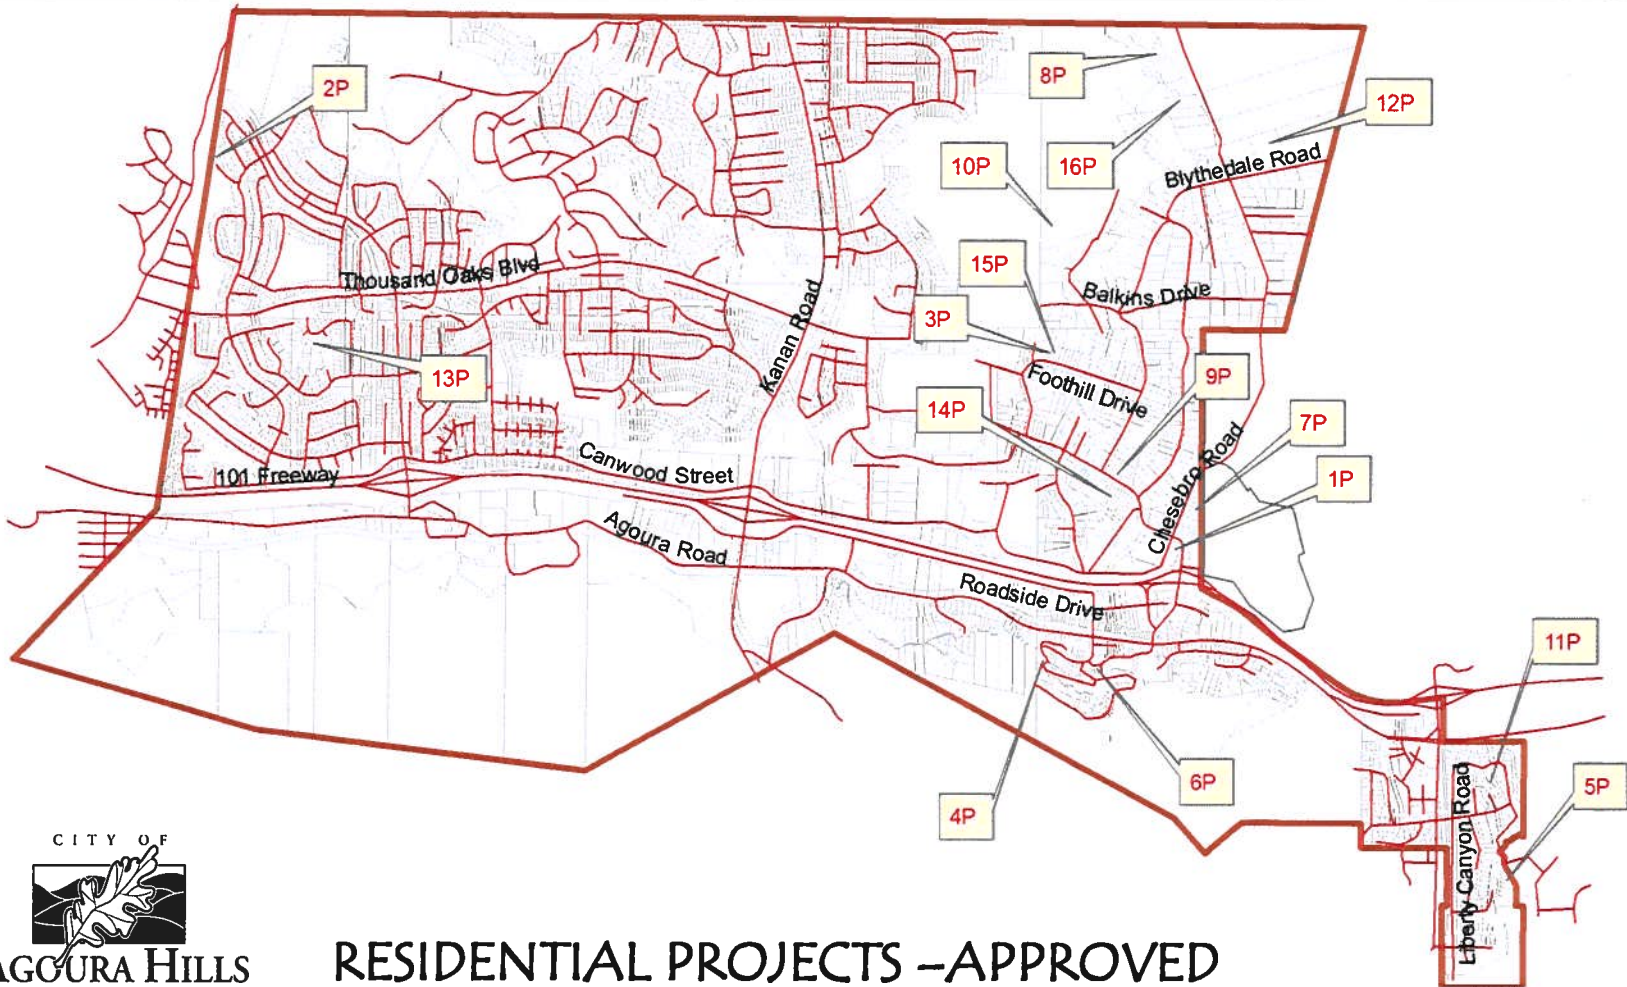 8P
2P
12P
10P
16P
Blythedale Road
15P
Thousand Oaks Blvd
Balkins Drive
3P
Kanan Road
13P
Foothill Drive
9P
14P
7P
Chesebro Road
1P
Canwood Street
101 Freeway
Agoura Road
Roadside Drive
11P
6P
5P
4P
Liberty Canyon Road
CITY OF
AGOURA HILLS
RESIDENTIAL PROJECTS –APPROVED